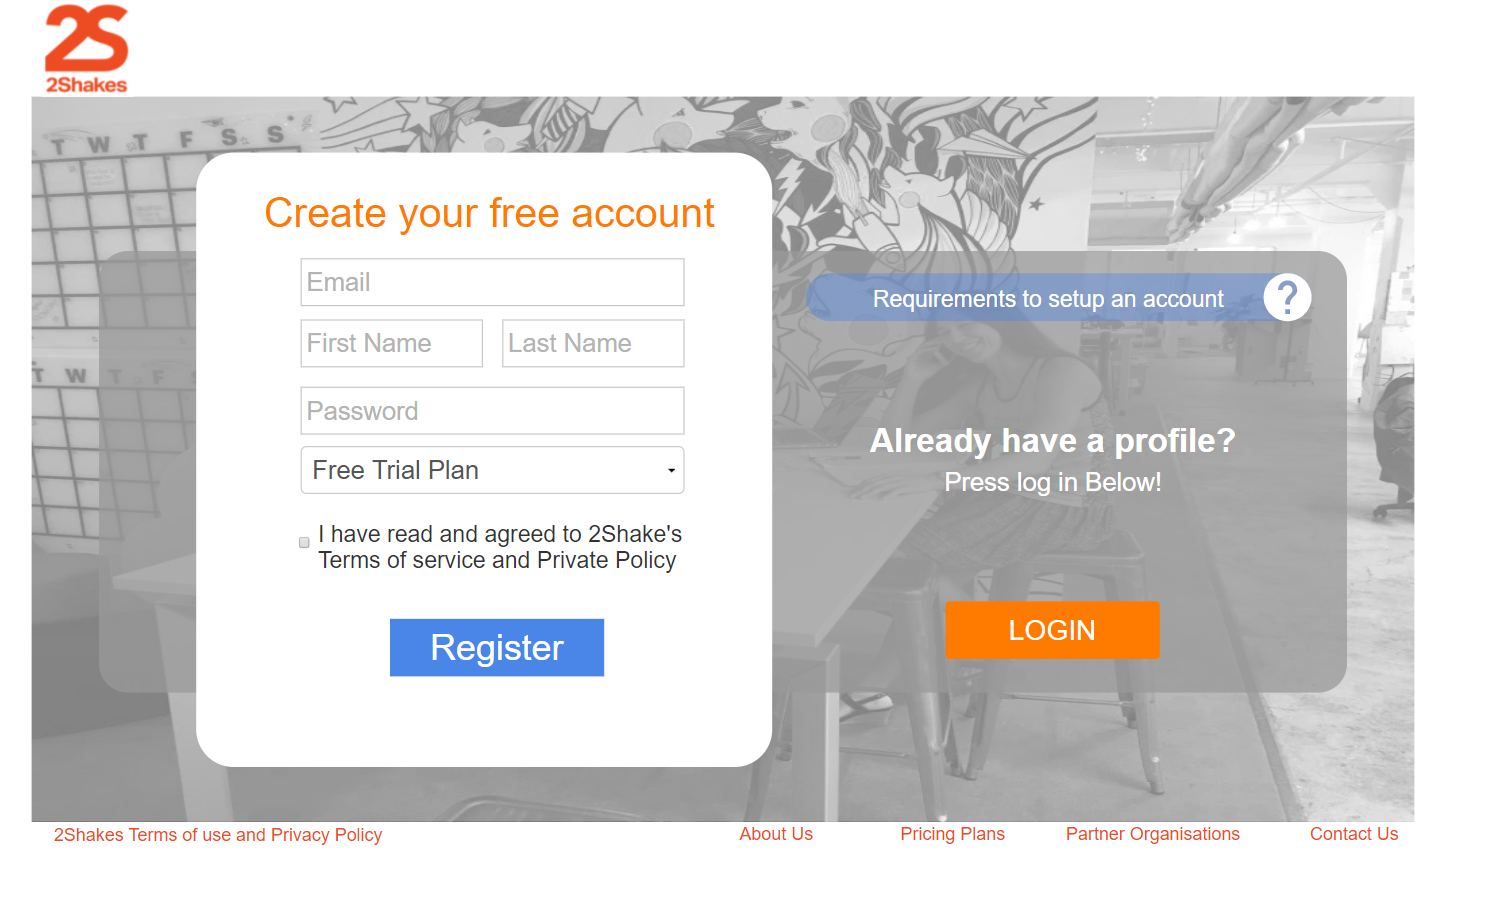 2S
2Shakes
T W T F S S
T W T F S
Create your free account
Email
First Name
Last Name
Password
Free Trial Plan
I have read and agreed to 2Shake's
Terms of service and Private Policy
Register
Requirements to setup an account
?
Already have a profile?
Press log in Below!
LOGIN
2Shakes Terms of use and Privacy Policy
About Us
Pricing Plans
Partner Organisations
Contact Us